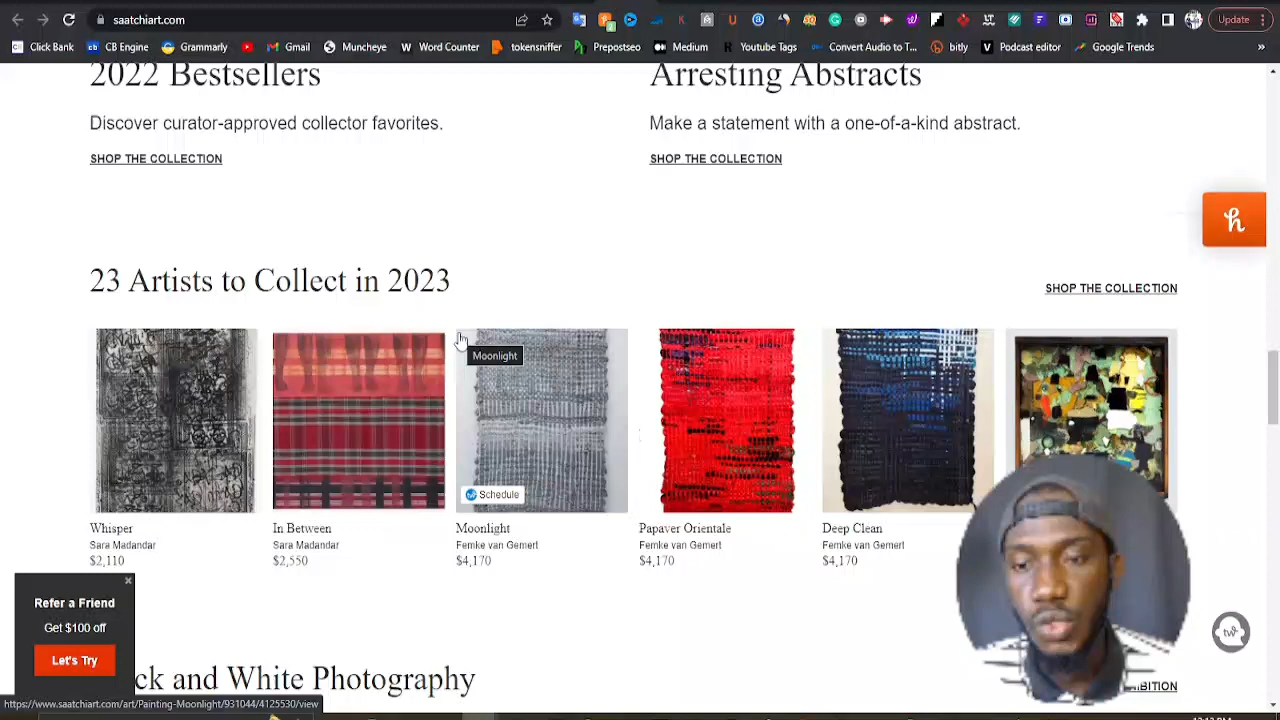 saatchiart.com
Update
Click Bank
CB Engine
Grammarly
Gmail
Muncheye
Word Counter
tokensniffer
Prepostseo
Medium
Youtube Tags
Convert Audio to T...
bitly
Podcast editor
Google Trends
»
2022 Bestsellers
Arresting Abstracts
Discover curator-approved collector favorites.
Make a statement with a one-of-a-kind abstract.
SHOP THE COLLECTION
SHOP THE COLLECTION
23 Artists to Collect in 2023
SHOP THE COLLECTION
Moonlight
Schedule
Whisper
Sara Madandar
$2,110
In Between
Sara Madandar
$2,550
Moonlight
Femke van Gemert
$4,170
Papaver Orientale
Femke van Gemert
$4,170
Deep Clean
Femke van Gemert
$4,170
Refer a Friend
Get $100 off
Let's Try
ck and White Photography
IBITION
https://www.saatchiart.com/art/Painting-Moonlight/931044/4125530/view